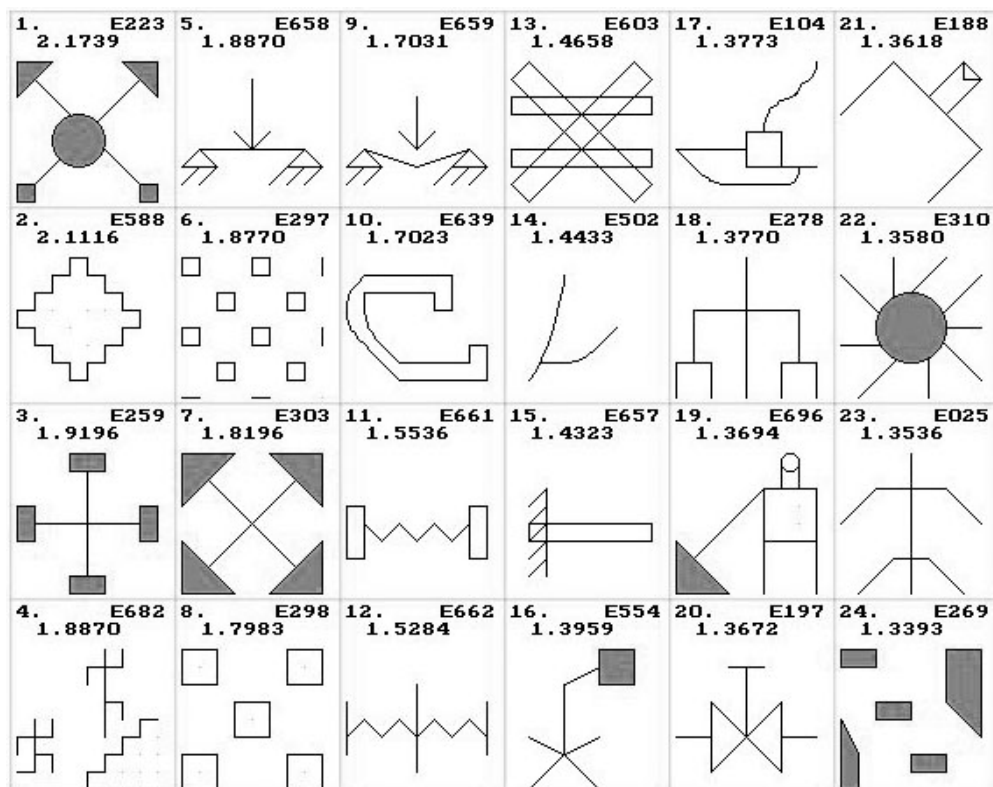 1. E223
2.1739
5. E658
1.8870
9. E659
1.7031
13. E603
1.4658
17. E104
1.3773
21. E188
1.3618
2. E588
2.1116
6. E297
1.8770
10. E639
1.7023
14. E502
1.4433
18. E278
1.3770
22. E310
1.3580
3. E259
1.9196
7. E303
1.8196
11. E661
1.5536
15. E657
1.4323
19. E696
1.3694
23. E025
1.3536
4. E682
1.8870
8. E298
1.7983
12. E662
1.5284
16. E554
1.3959
20. E197
1.3672
24. E269
1.3393